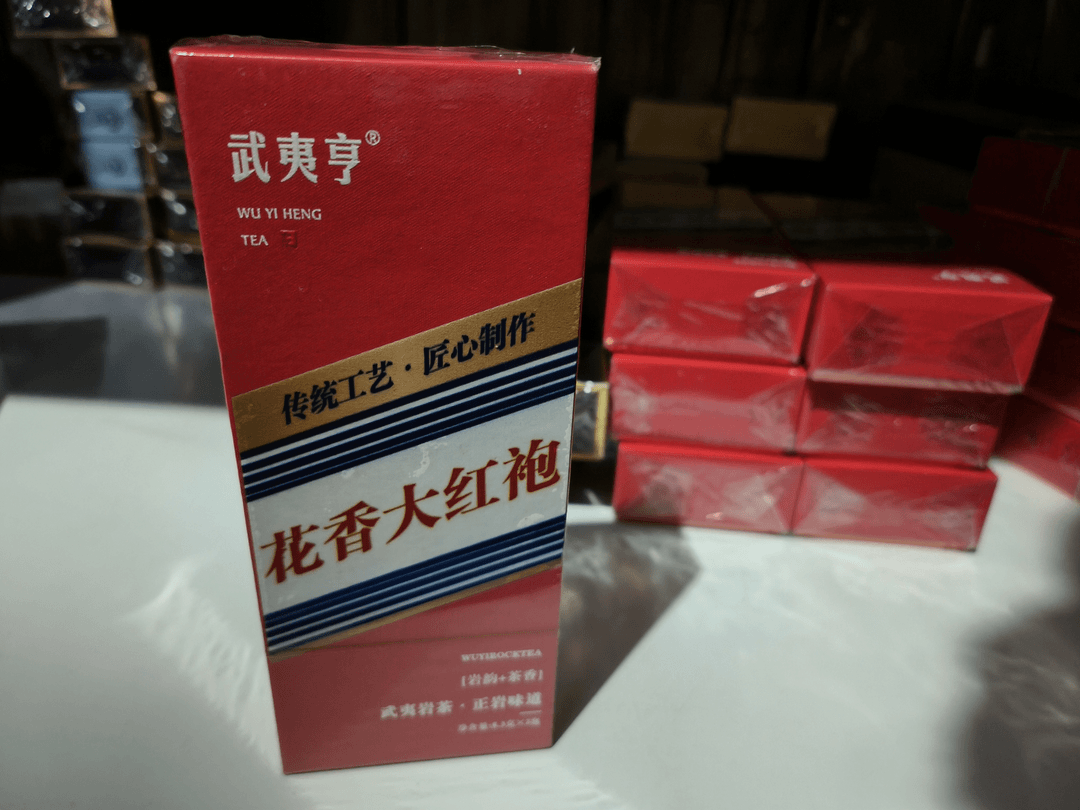 武夷亨®
WU YI HENG
TEA
传统工艺·匠心制作
花香大红袍
WUYIROCKTEA
[岩韵+茶香]
武夷岩茶·正岩味道